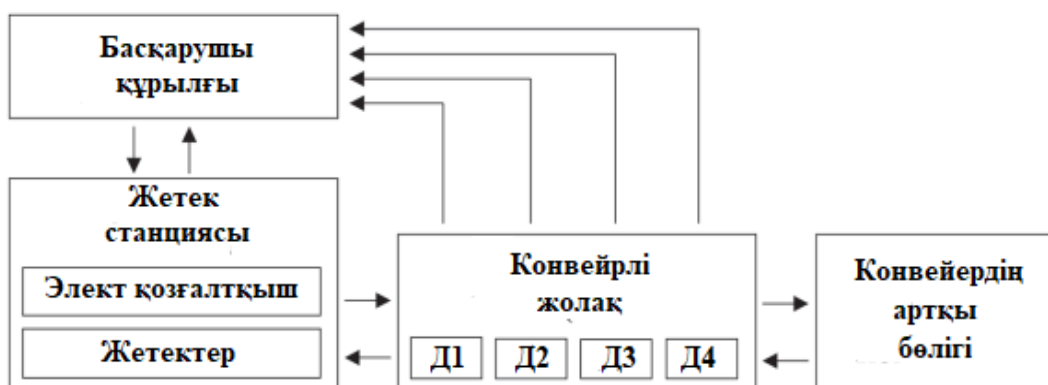 Басқарушы
құрылғы
Жетек
станциясы
Элект қозғалтқыш
Жетектер
Конвейрлі
жолақ
Д1 Д2 Д3 Д4
Конвейердің
артқы
бөлігі